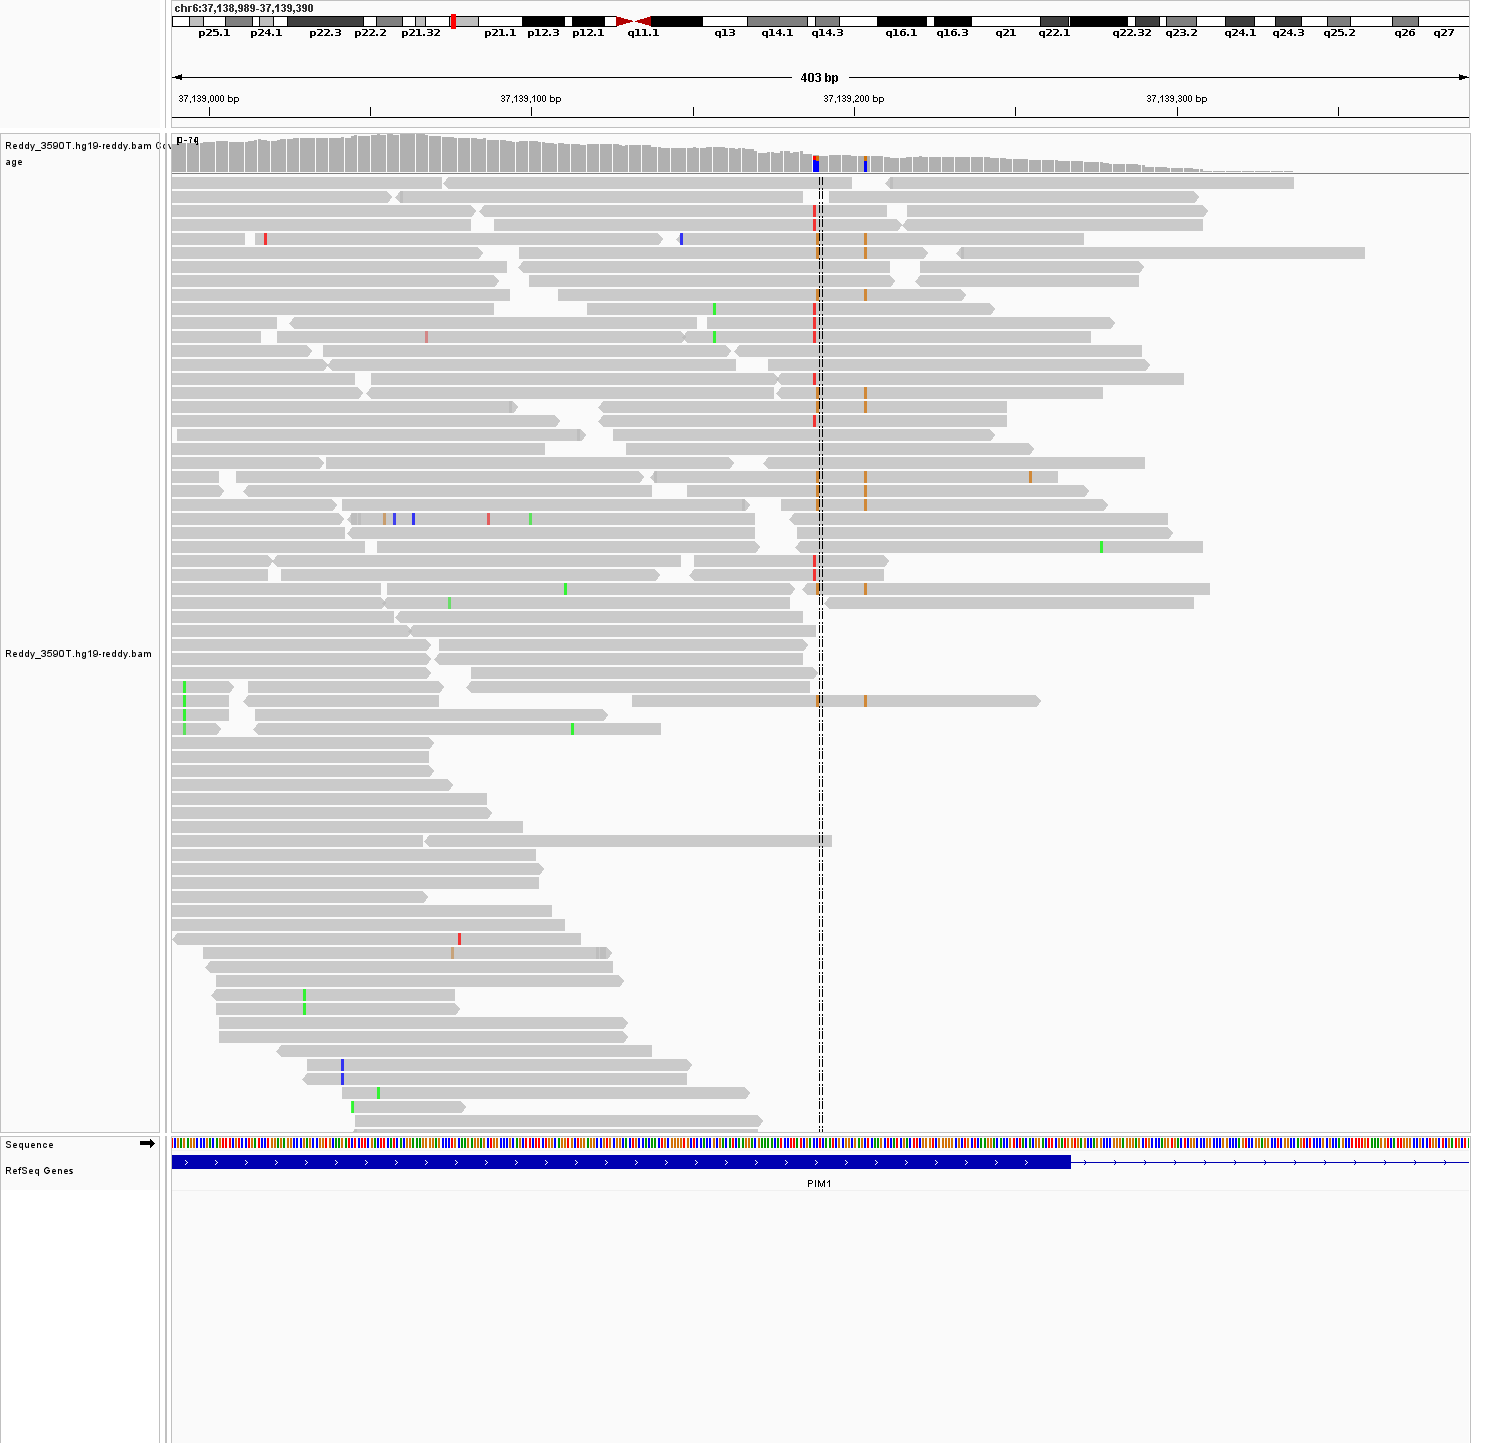 chr6:37,138,989-37,139,390
p25.1 p24.1 p22.3 p22.2 p21.32 p21.1 p12.3 p12.1 q11.1 q13 q14.1 q14.3 q16.1 q16.3 q21 q22.1 q22.32 q23.2 q24.1 q24.3 q25.2 q26 q27
403 bp
37,139,000 bp 37,139,100 bp 37,139,200 bp 37,139,300 bp
Reddy_3590T.hg19-reddy.bam
age
Reddy_3590T.hg19-reddy.bam
Sequence
RefSeq Genes
PIM1